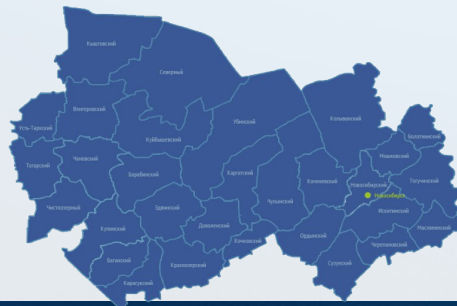 Кыштовский
Северный
Усть-Таркский
Венгеровский
Куйбышевский
Убинский
Колыванский
Болотнинский
Мошковский
Татарский
Чановский
Барабинский
Каргатский
Чулымский
Коченевский
Новосибирский
Новосибирск
Тогучинский
Чистоозерный
Здвинский
Искитимский
Купинский
Доволенский
Кочковский
Ордынский
Черепановский
Маслянинский
Баганский
Карасукский
Краснозерский
Сузунский